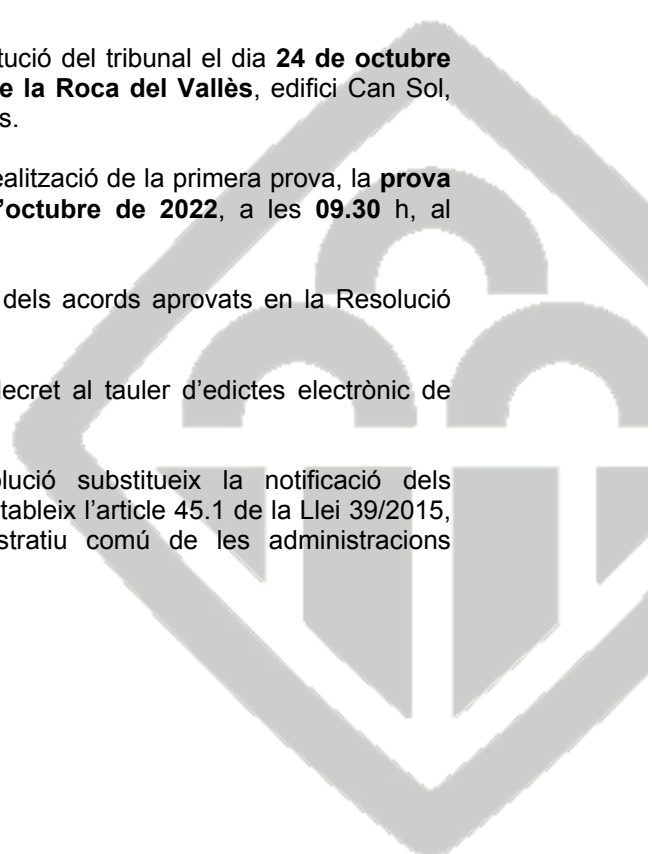 tució del tribunal el dia 24 de octubre
e la Roca del Vallès, edifici Can Sol,
s.
ealització de la primera prova, la prova
'octubre de 2022, a les 09.30 h, al
dels acords aprovats en la Resolució
ecret al tauler d'edictes electrònic de
olució substitueix la notificació dels
tableix l'article 45.1 de la Llei 39/2015,
stratiu comú de les administracions